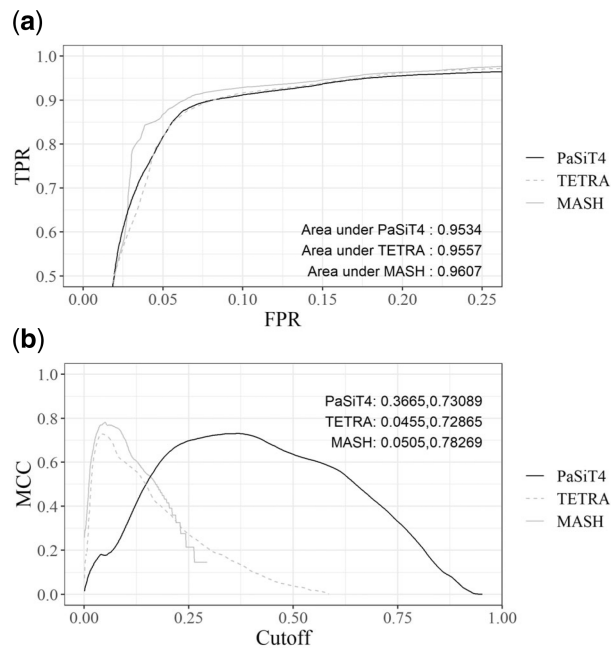 (a)
1.0
0.9
0.8
0.7
0.6
0.5
TPR
Area under PaSiT4 : 0.9534
Area under TETRA : 0.9557
Area under MASH : 0.9607
0.00 0.05 0.10 0.15 0.20 0.25
FPR
PaSiT4
TETRA
MASH
(b)
1.0
0.8
0.6
0.4
0.2
0.0
MCC
PaSiT4: 0.3665,0.73089
TETRA: 0.0455,0.72865
MASH: 0.0505,0.78269
0.00 0.25 0.50 0.75 1.00
Cutoff
PaSiT4
TETRA
MASH